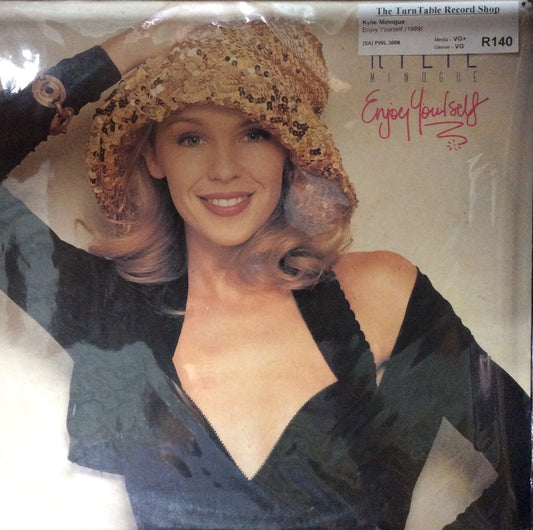 The TurnTable Record Shop
Kylie Minogue
Enjoy Yourself (1989)
(SA) PWL 3006
Media - VG+
Sleeve - VG
R140
KYLIE
MINOGUE
Enjoy Yourself